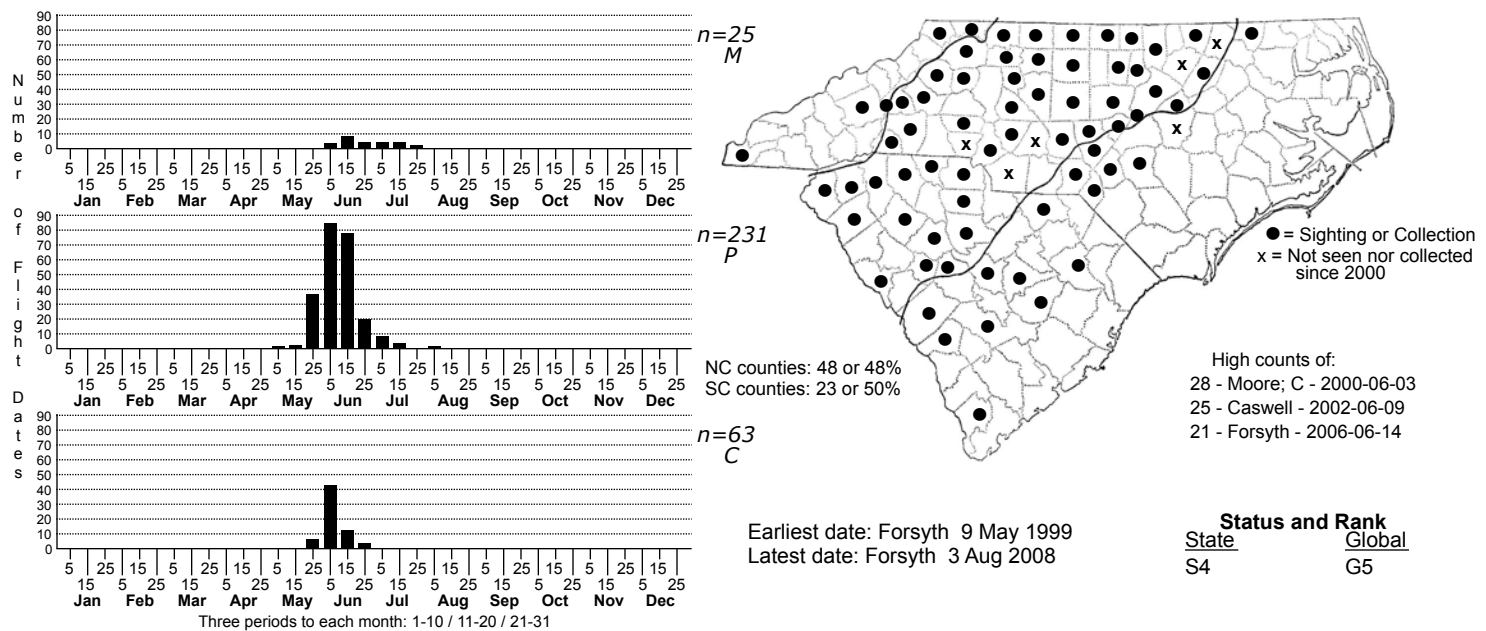 Number of Flight Dates
90
80
70
60
50
40
30
20
10
0
n=25
M
5 25 15 5 25 15 5 25 15 5 25 15 5 25 15 5 25 15
15 5 25 15 5 25 15 5 25 15 5 25 15 5 25 15 5 25
Jan Feb Mar Apr May Jun Jul Aug Sep Oct Nov Dec
90
80
70
60
50
40
30
20
10
0
n=231
P
5 25 15 5 25 15 5 25 15 5 25 15 5 25 15 5 25 15
15 5 25 15 5 25 15 5 25 15 5 25 15 5 25 15 5 25
Jan Feb Mar Apr May Jun Jul Aug Sep Oct Nov Dec
90
80
70
60
50
40
30
20
10
0
n=63
C
5 25 15 5 25 15 5 25 15 5 25 15 5 25 15 5 25 15
15 5 25 15 5 25 15 5 25 15 5 25 15 5 25 15 5 25
Jan Feb Mar Apr May Jun Jul Aug Sep Oct Nov Dec
Three periods to each month: 1-10 / 11-20 / 21-31
x
x
x
x
x
x
● = Sighting or Collection
x = Not seen nor collected
since 2000
NC counties: 48 or 48%
SC counties: 23 or 50%
High counts of:
28 - Moore; C - 2000-06-03
25 - Caswell - 2002-06-09
21 - Forsyth - 2006-06-14
Earliest date: Forsyth 9 May 1999
Latest date: Forsyth 3 Aug 2008
Status and Rank
State Global
S4 G5